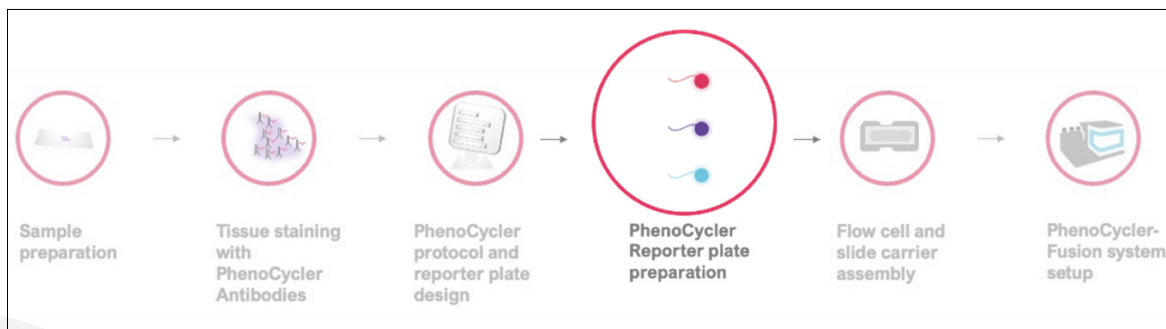 Sample
preparation
Tissue staining
with
PhenoCycler
Antibodies
PhenoCycler
protocol and
reporter plate
design
PhenoCycler
Reporter plate
preparation
Flow cell and
slide carrier
assembly
PhenoCycler-
Fusion system
setup